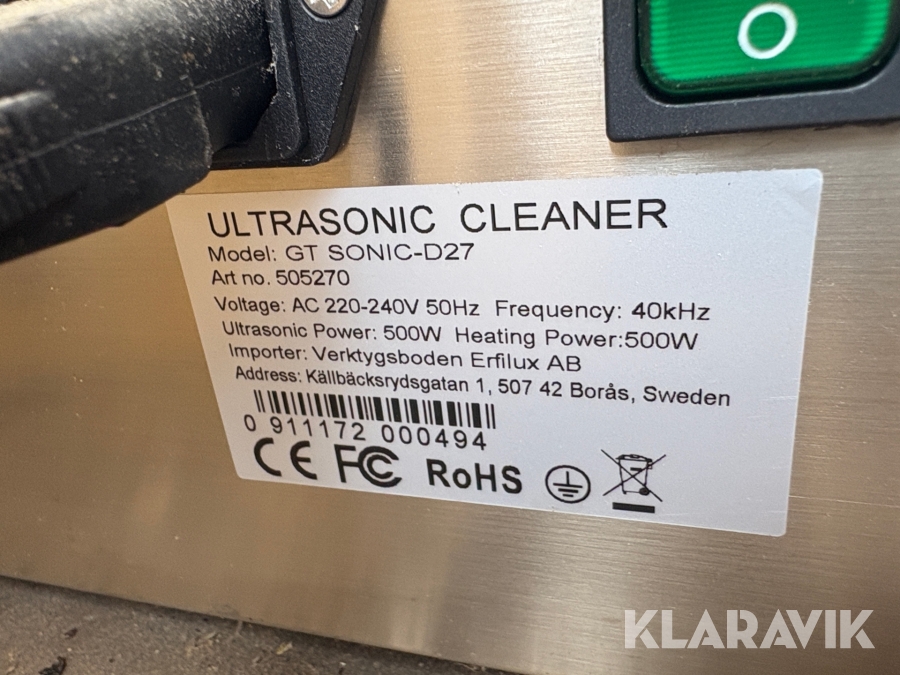 ULTRASONIC CLEANER
Model: GT SONIC-D27
Art no. 505270
Voltage: AC 220-240V 50Hz Frequency: 40kHz
Ultrasonic Power: 500W Heating Power:500W
Importer: Verktygsboden Erfilux AB
Address: Källbäcksrydsgatan 1, 507 42 Borås, Sweden
0 911172 000494
CE FC RoHS
KLARAVIK